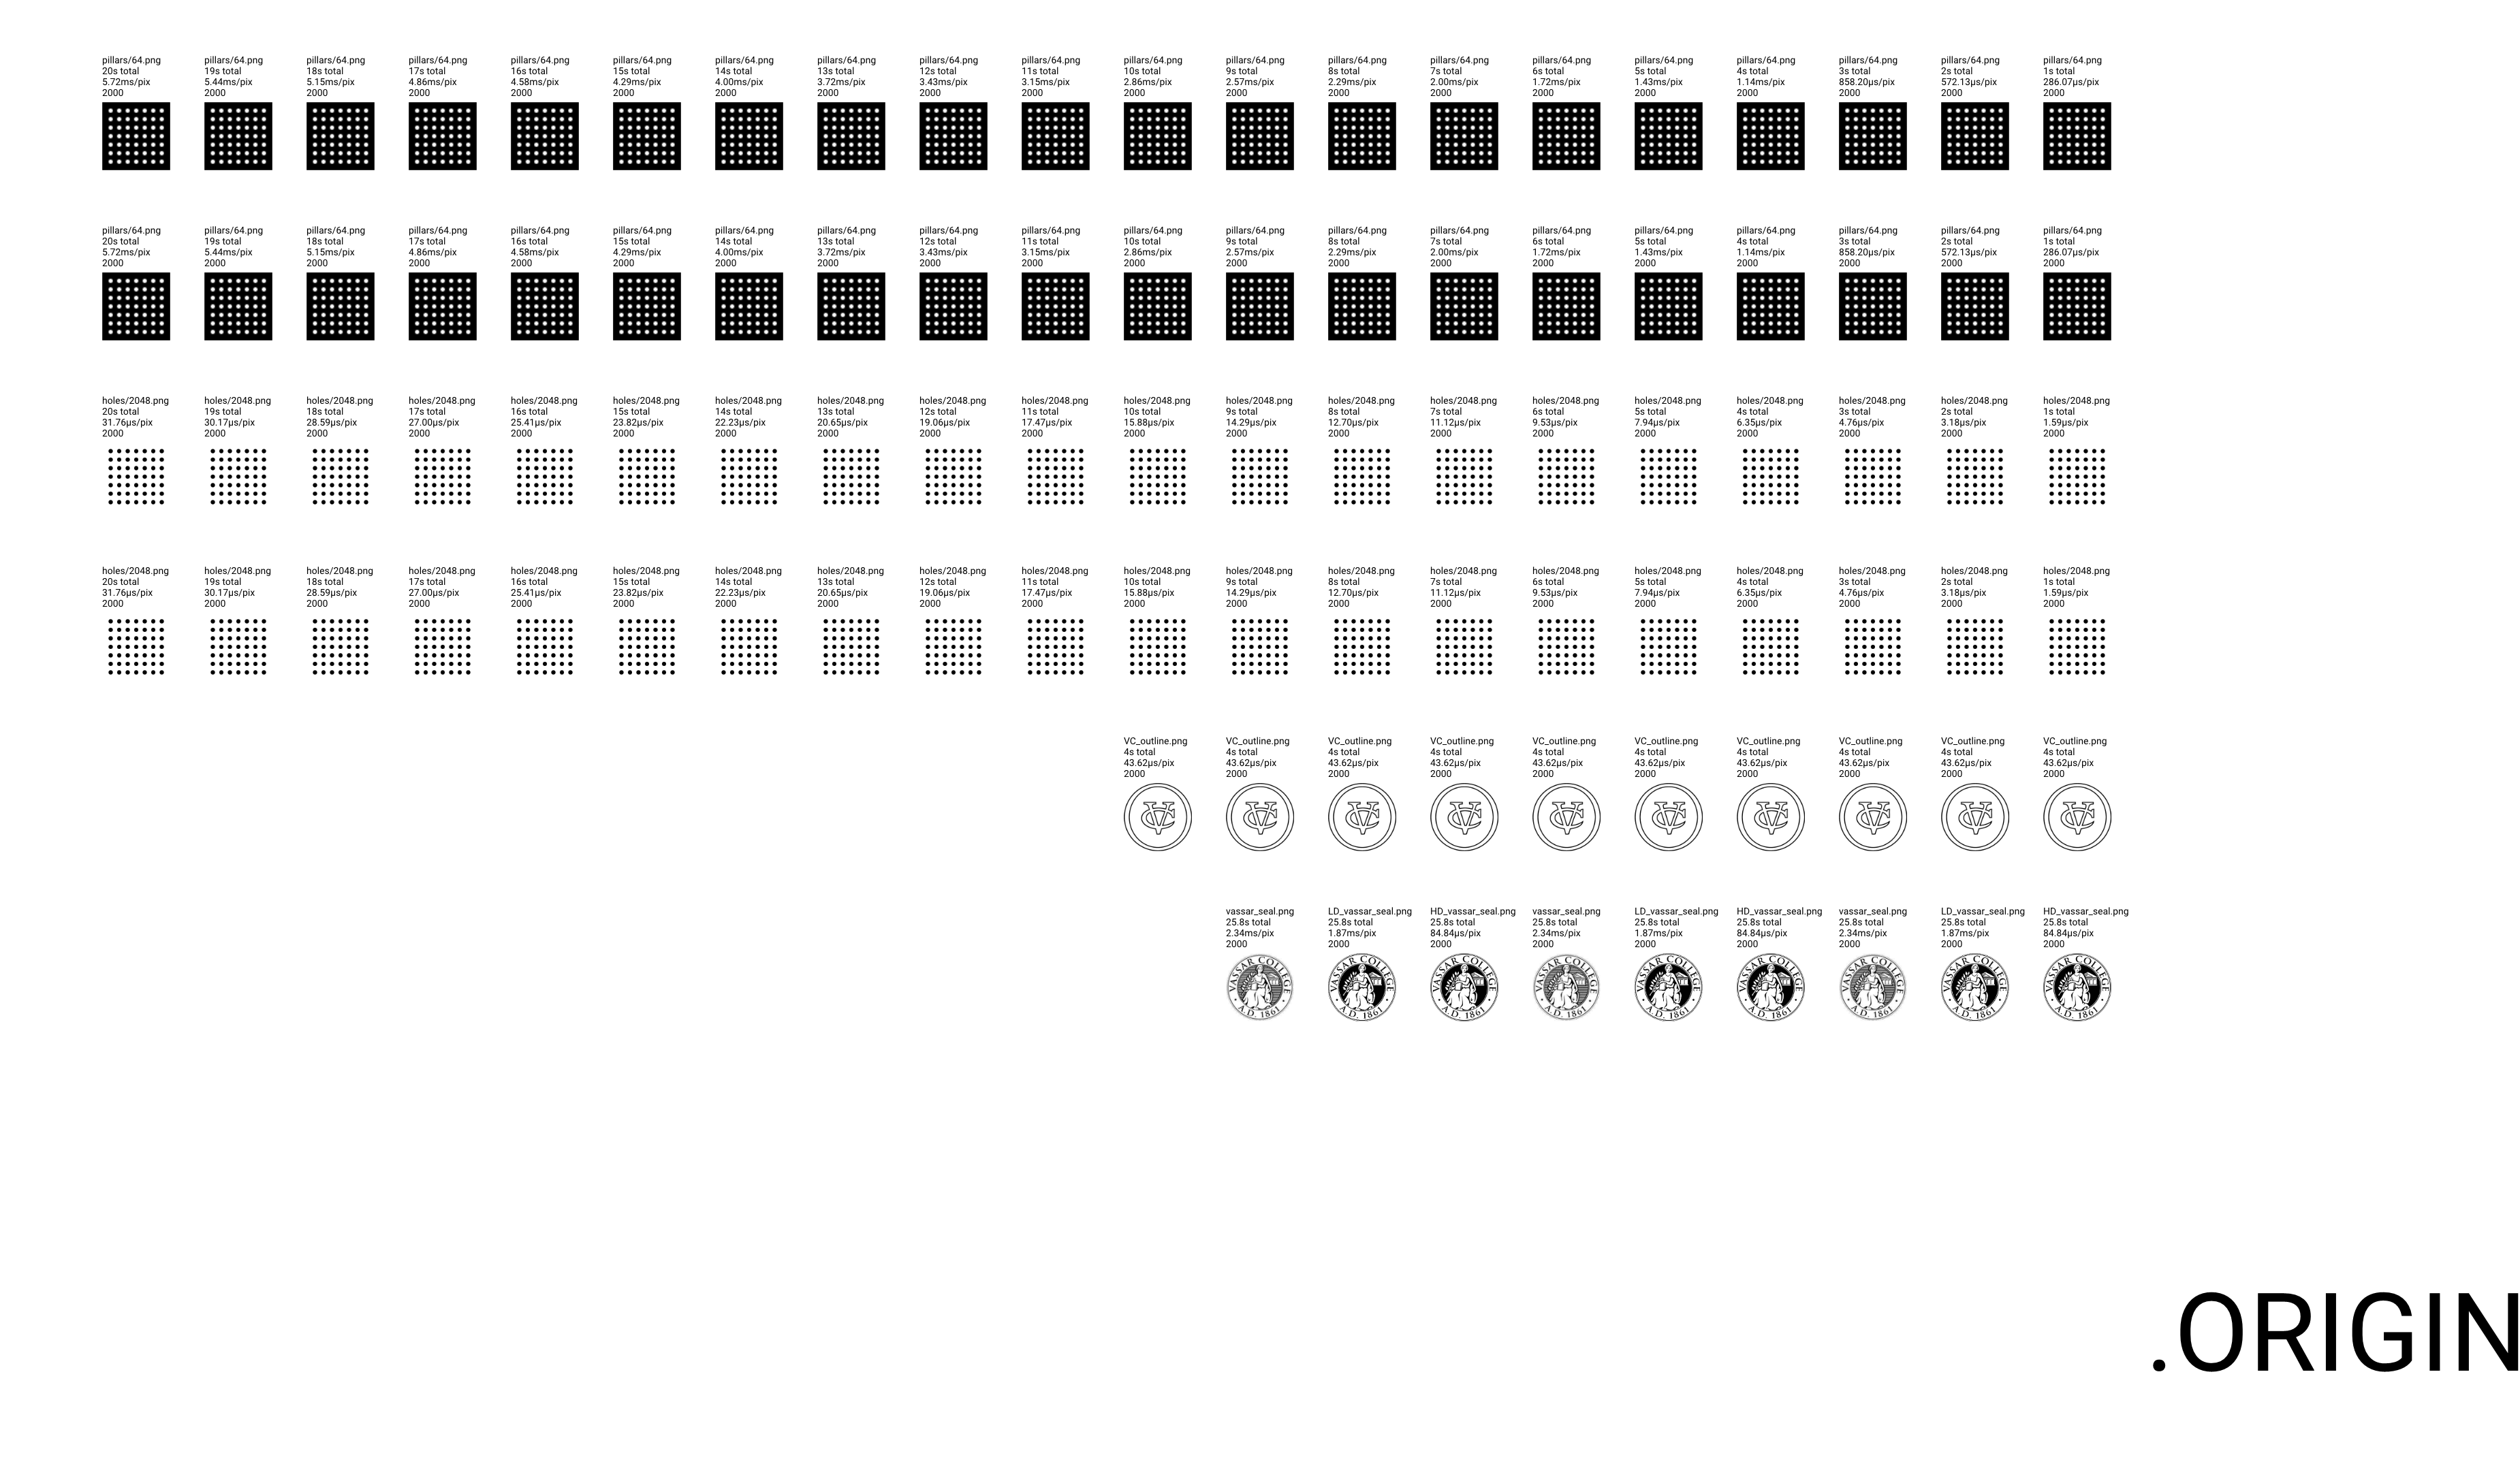 pillars/64.png pillars/64.png pillars/64.png pillars/64.png pillars/64.png pillars/64.png pillars/64.png pillars/64.png pillars/64.png pillars/64.png pillars/64.png pillars/64.png pillars/64.png pillars/64.png pillars/64.png pillars/64.png pillars/64.png pillars/64.png pillars/64.png pillars/64.png
20s total 19s total 18s total 17s total 16s total 15s total 14s total 13s total 12s total 11s total 10s total 9s total 8s total 7s total 6s total 5s total 4s total 3s total 2s total 1s total
5.72ms/pix 5.44ms/pix 5.15ms/pix 4.86ms/pix 4.58ms/pix 4.29ms/pix 4.00ms/pix 3.72ms/pix 3.43ms/pix 3.15ms/pix 2.86ms/pix 2.57ms/pix 2.29ms/pix 2.00ms/pix 1.72ms/pix 1.43ms/pix 1.14ms/pix 858.20µs/pix 572.13µs/pix 286.07µs/pix
2000 2000 2000 2000 2000 2000 2000 2000 2000 2000 2000 2000 2000 2000 2000 2000 2000 2000 2000 2000
pillars/64.png pillars/64.png pillars/64.png pillars/64.png pillars/64.png pillars/64.png pillars/64.png pillars/64.png pillars/64.png pillars/64.png pillars/64.png pillars/64.png pillars/64.png pillars/64.png pillars/64.png pillars/64.png pillars/64.png pillars/64.png pillars/64.png pillars/64.png
20s total 19s total 18s total 17s total 16s total 15s total 14s total 13s total 12s total 11s total 10s total 9s total 8s total 7s total 6s total 5s total 4s total 3s total 2s total 1s total
5.72ms/pix 5.44ms/pix 5.15ms/pix 4.86ms/pix 4.58ms/pix 4.29ms/pix 4.00ms/pix 3.72ms/pix 3.43ms/pix 3.15ms/pix 2.86ms/pix 2.57ms/pix 2.29ms/pix 2.00ms/pix 1.72ms/pix 1.43ms/pix 1.14ms/pix 858.20µs/pix 572.13µs/pix 286.07µs/pix
2000 2000 2000 2000 2000 2000 2000 2000 2000 2000 2000 2000 2000 2000 2000 2000 2000 2000 2000 2000
holes/2048.png holes/2048.png holes/2048.png holes/2048.png holes/2048.png holes/2048.png holes/2048.png holes/2048.png holes/2048.png holes/2048.png holes/2048.png holes/2048.png holes/2048.png holes/2048.png holes/2048.png holes/2048.png holes/2048.png holes/2048.png holes/2048.png holes/2048.png
20s total 19s total 18s total 17s total 16s total 15s total 14s total 13s total 12s total 11s total 10s total 9s total 8s total 7s total 6s total 5s total 4s total 3s total 2s total 1s total
31.76µs/pix 30.17µs/pix 28.59µs/pix 27.00µs/pix 25.41µs/pix 23.82µs/pix 22.23µs/pix 20.65µs/pix 19.06µs/pix 17.47µs/pix 15.88µs/pix 14.29µs/pix 12.70µs/pix 11.12µs/pix 9.53µs/pix 7.94µs/pix 6.35µs/pix 4.76µs/pix 3.18µs/pix 1.59µs/pix
2000 2000 2000 2000 2000 2000 2000 2000 2000 2000 2000 2000 2000 2000 2000 2000 2000 2000 2000 2000
holes/2048.png holes/2048.png holes/2048.png holes/2048.png holes/2048.png holes/2048.png holes/2048.png holes/2048.png holes/2048.png holes/2048.png holes/2048.png holes/2048.png holes/2048.png holes/2048.png holes/2048.png holes/2048.png holes/2048.png holes/2048.png holes/2048.png holes/2048.png
20s total 19s total 18s total 17s total 16s total 15s total 14s total 13s total 12s total 11s total 10s total 9s total 8s total 7s total 6s total 5s total 4s total 3s total 2s total 1s total
31.76µs/pix 30.17µs/pix 28.59µs/pix 27.00µs/pix 25.41µs/pix 23.82µs/pix 22.23µs/pix 20.65µs/pix 19.06µs/pix 17.47µs/pix 15.88µs/pix 14.29µs/pix 12.70µs/pix 11.12µs/pix 9.53µs/pix 7.94µs/pix 6.35µs/pix 4.76µs/pix 3.18µs/pix 1.59µs/pix
2000 2000 2000 2000 2000 2000 2000 2000 2000 2000 2000 2000 2000 2000 2000 2000 2000 2000 2000 2000
VC_outline.png VC_outline.png VC_outline.png VC_outline.png VC_outline.png VC_outline.png VC_outline.png VC_outline.png VC_outline.png VC_outline.png
4s total 4s total 4s total 4s total 4s total 4s total 4s total 4s total 4s total 4s total
43.62µs/pix 43.62µs/pix 43.62µs/pix 43.62µs/pix 43.62µs/pix 43.62µs/pix 43.62µs/pix 43.62µs/pix 43.62µs/pix 43.62µs/pix
2000 2000 2000 2000 2000 2000 2000 2000 2000 2000
VC VC VC VC VC VC VC VC VC VC
vassar_seal.png LD_vassar_seal.png HD_vassar_seal.png vassar_seal.png LD_vassar_seal.png HD_vassar_seal.png vassar_seal.png LD_vassar_seal.png HD_vassar_seal.png
25.8s total 25.8s total 25.8s total 25.8s total 25.8s total 25.8s total 25.8s total 25.8s total 25.8s total
2.34ms/pix 1.87ms/pix 84.84µs/pix 2.34ms/pix 1.87ms/pix 84.84µs/pix 2.34ms/pix 1.87ms/pix 84.84µs/pix
2000 2000 2000 2000 2000 2000 2000 2000 2000
VASSAR COLLEGE VASSAR COLLEGE VASSAR COLLEGE VASSAR COLLEGE VASSAR COLLEGE VASSAR COLLEGE VASSAR COLLEGE VASSAR COLLEGE VASSAR COLLEGE
A.D. 1861 A.D. 1861 A.D. 1861 A.D. 1861 A.D. 1861 A.D. 1861 A.D. 1861 A.D. 1861 A.D. 1861
.ORIGIN